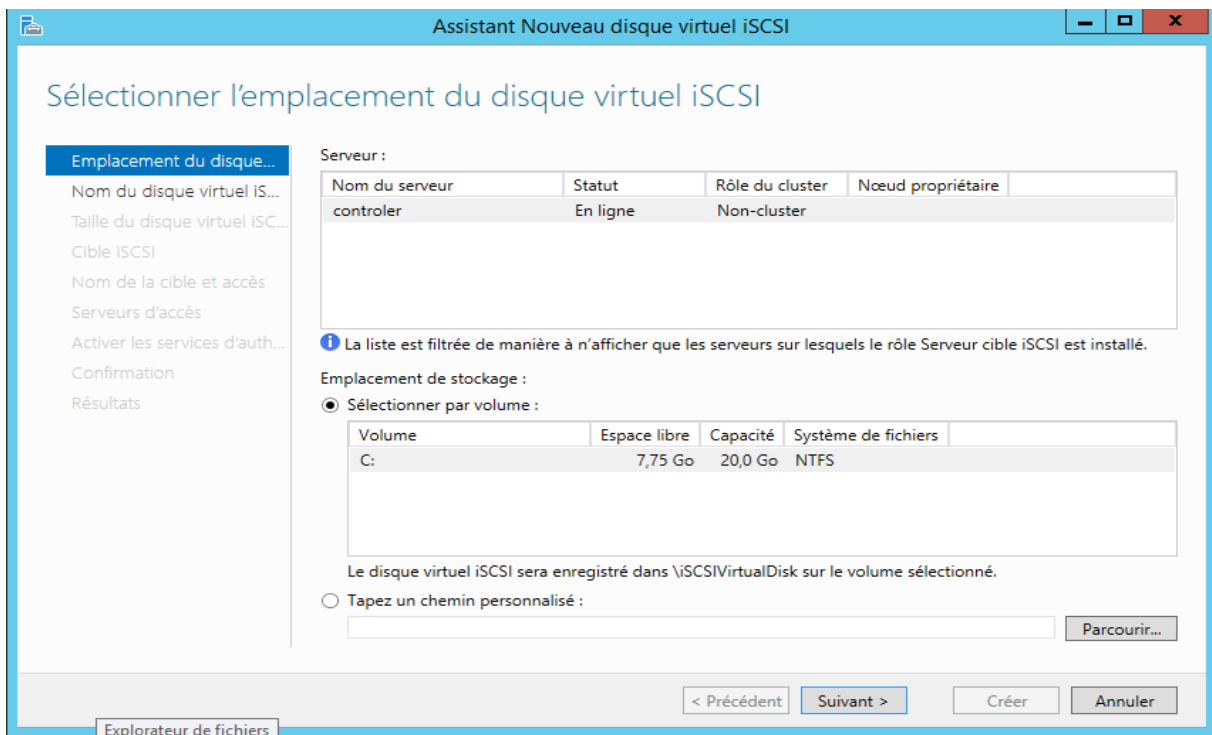 Assistant Nouveau disque virtuel iSCSI
Sélectionner l'emplacement du disque virtuel iSCSI
Emplacement du disque...
Nom du disque virtuel iS...
Taille du disque virtuel iSC...
Cible iSCSI
Nom de la cible et accès
Serveurs d'accès
Activer les services d'auth...
Confirmation
Résultats
Serveur :
Nom du serveur Statut Rôle du cluster Nœud propriétaire
controler En ligne Non-cluster
La liste est filtrée de manière à n'afficher que les serveurs sur lesquels le rôle Serveur cible iSCSI est installé.
Emplacement de stockage :
Sélectionner par volume :
Volume Espace libre Capacité Système de fichiers
C: 7,75 Go 20,0 Go NTFS
Le disque virtuel iSCSI sera enregistré dans \iSCSIVirtualDisk sur le volume sélectionné.
Tapez un chemin personnalisé :
Parcourir...
< Précédent Suivant > Créer Annuler
Explorateur de fichiers